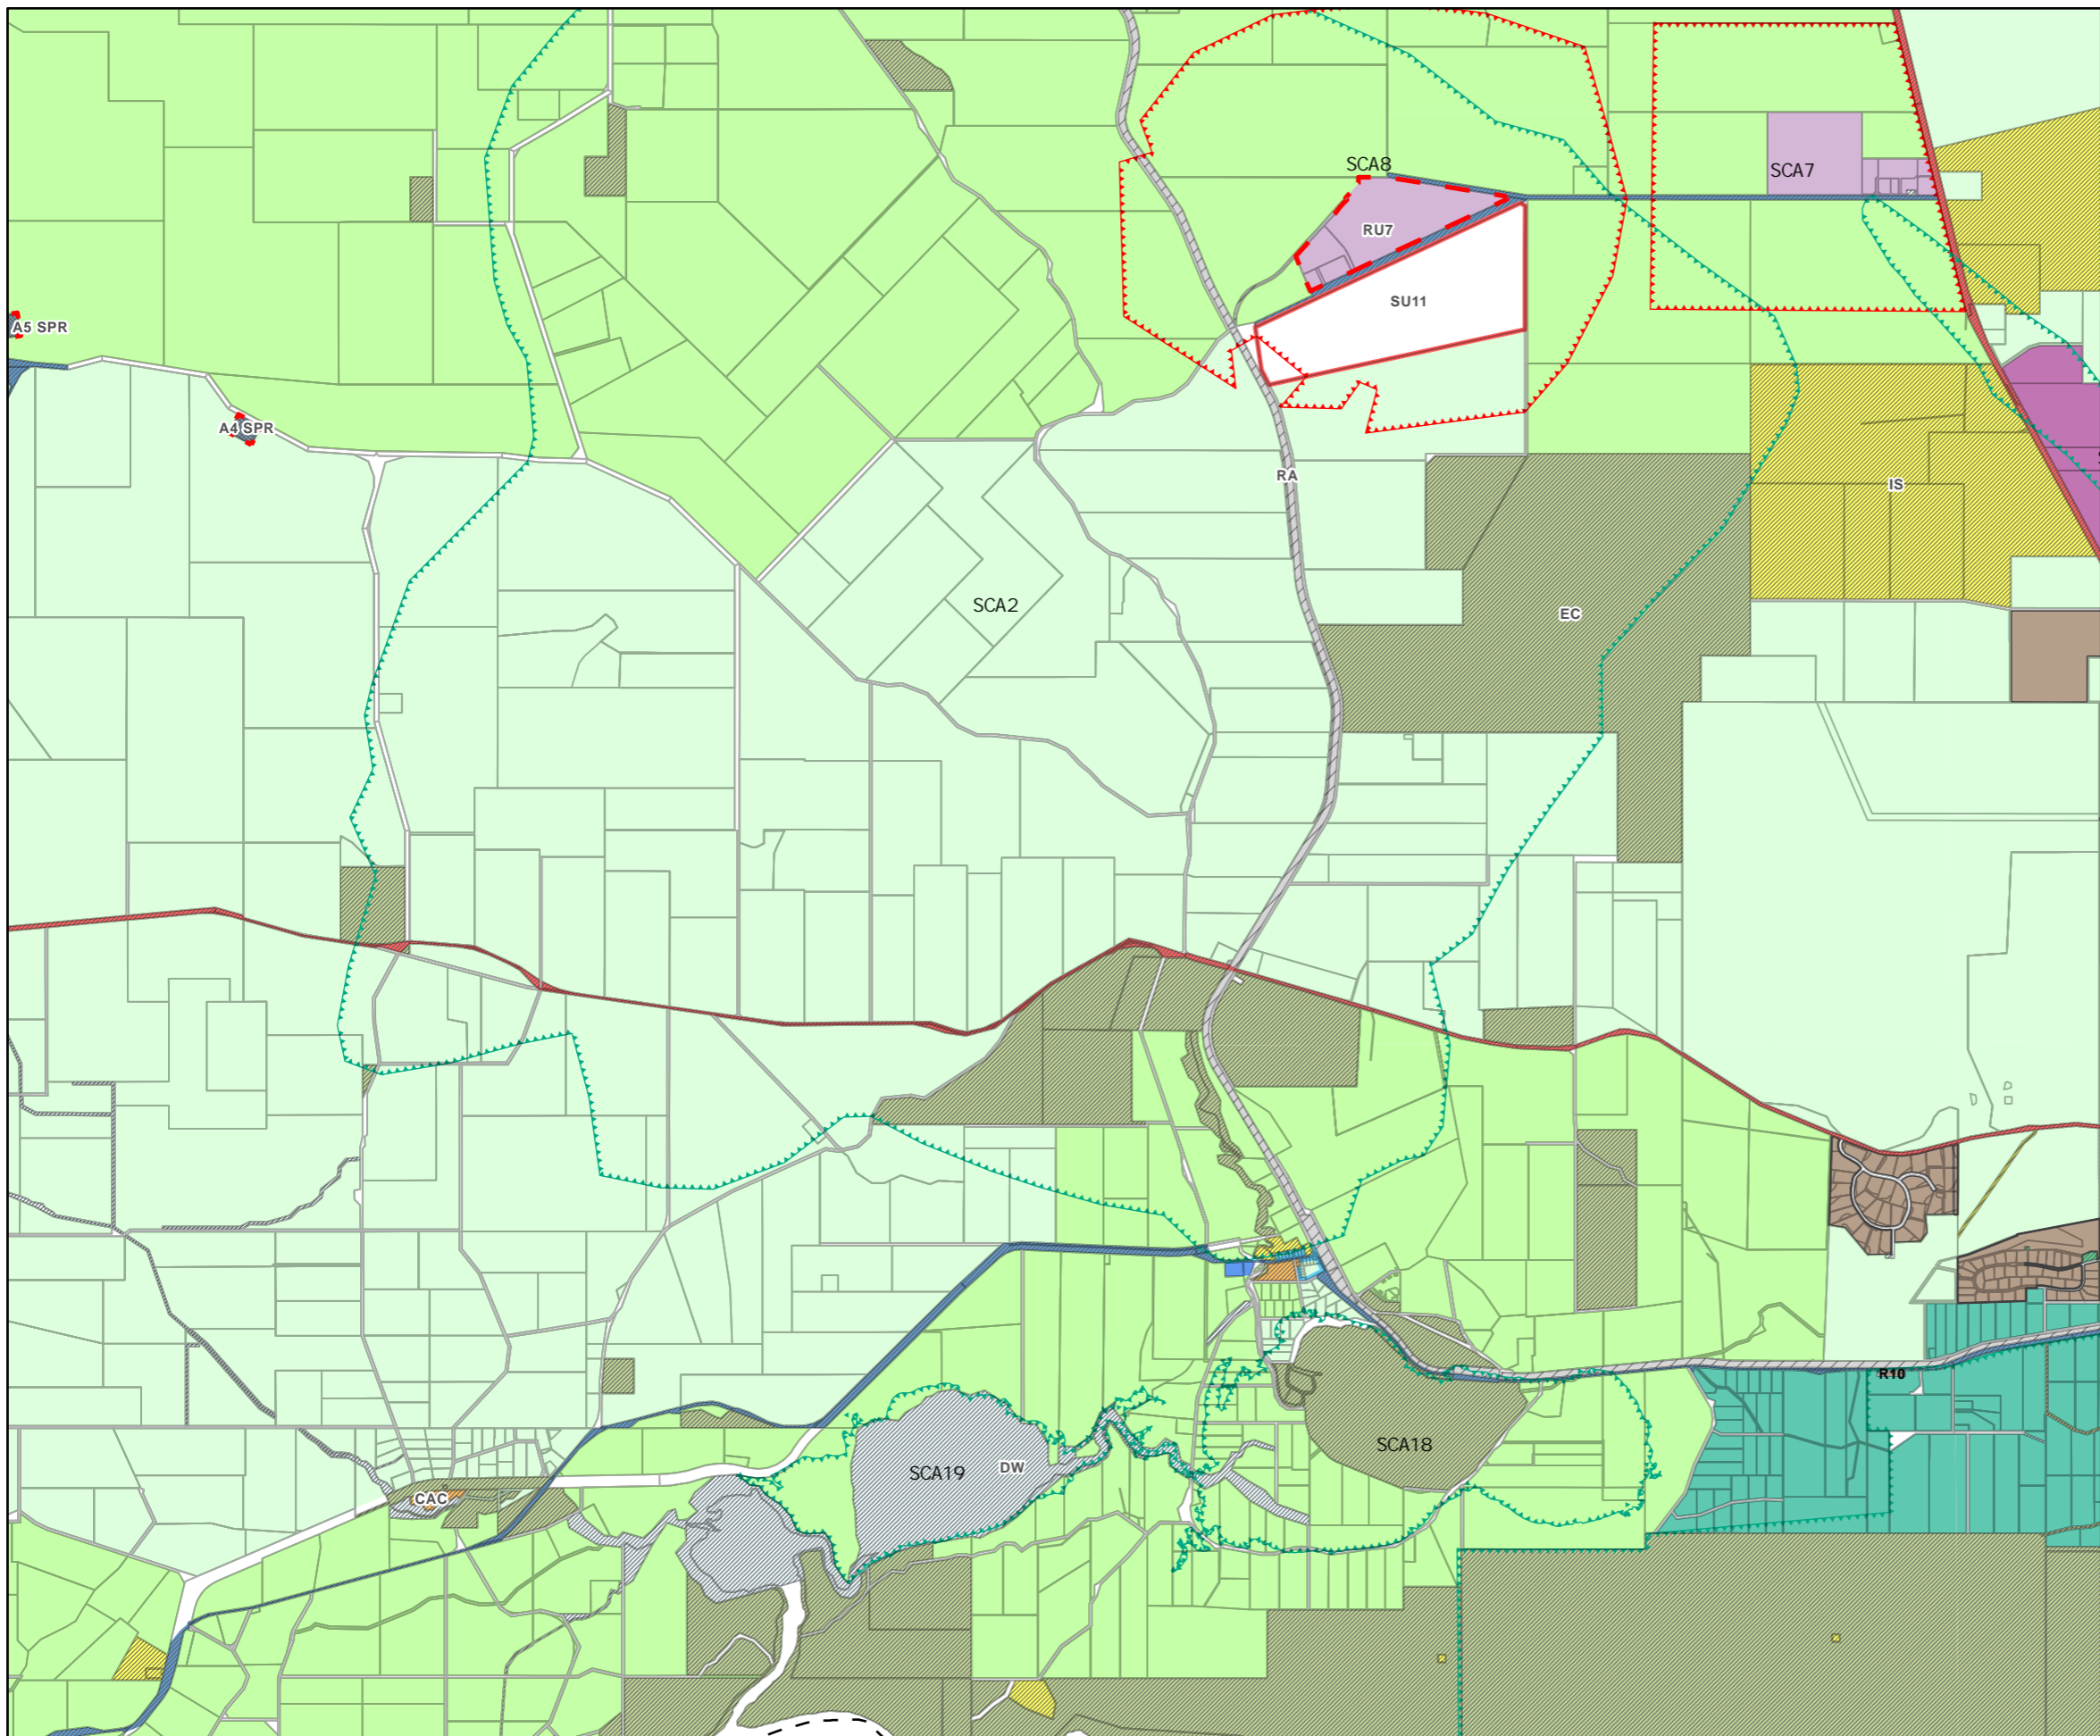 SCA8
SCA7
RU7
SU11
A5 SPR
A4 SPR
RA
IS
SCA2
EC
R10
SCA18
SCA19
DW
CAC